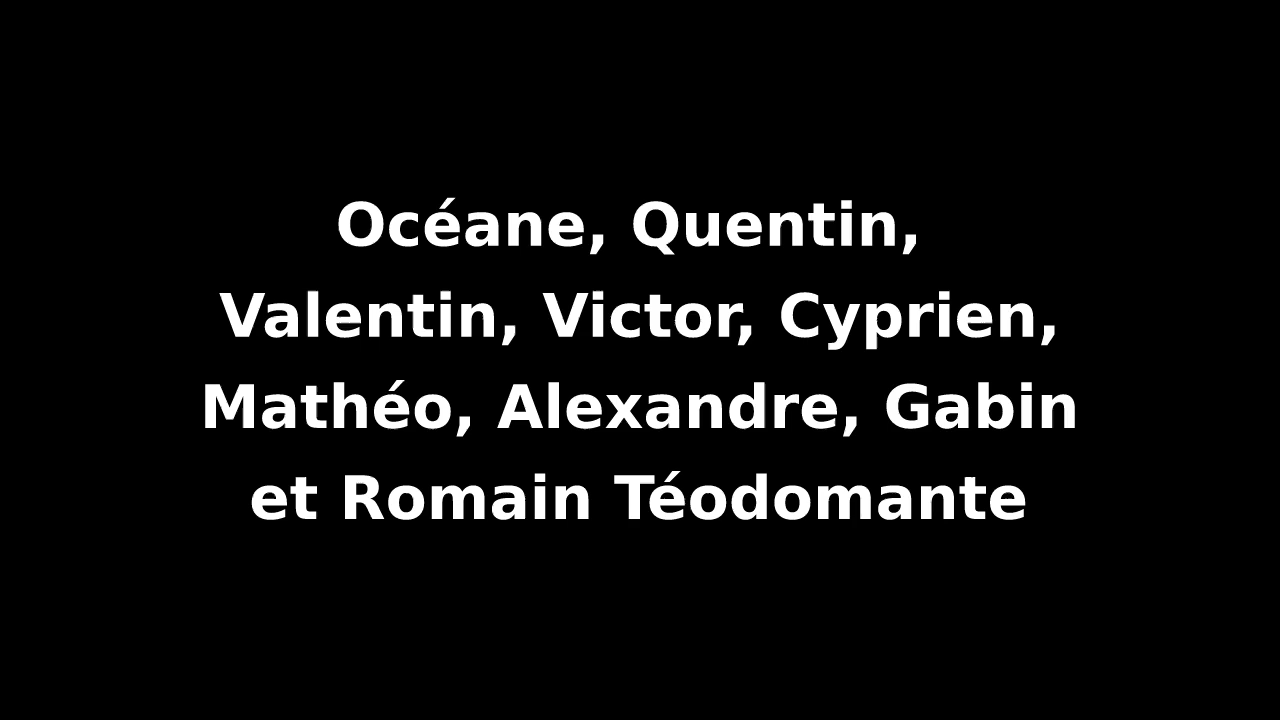 Océane, Quentin,
Valentin, Victor, Cyprien,
Mathéo, Alexandre, Gabin
et Romain Téodomante